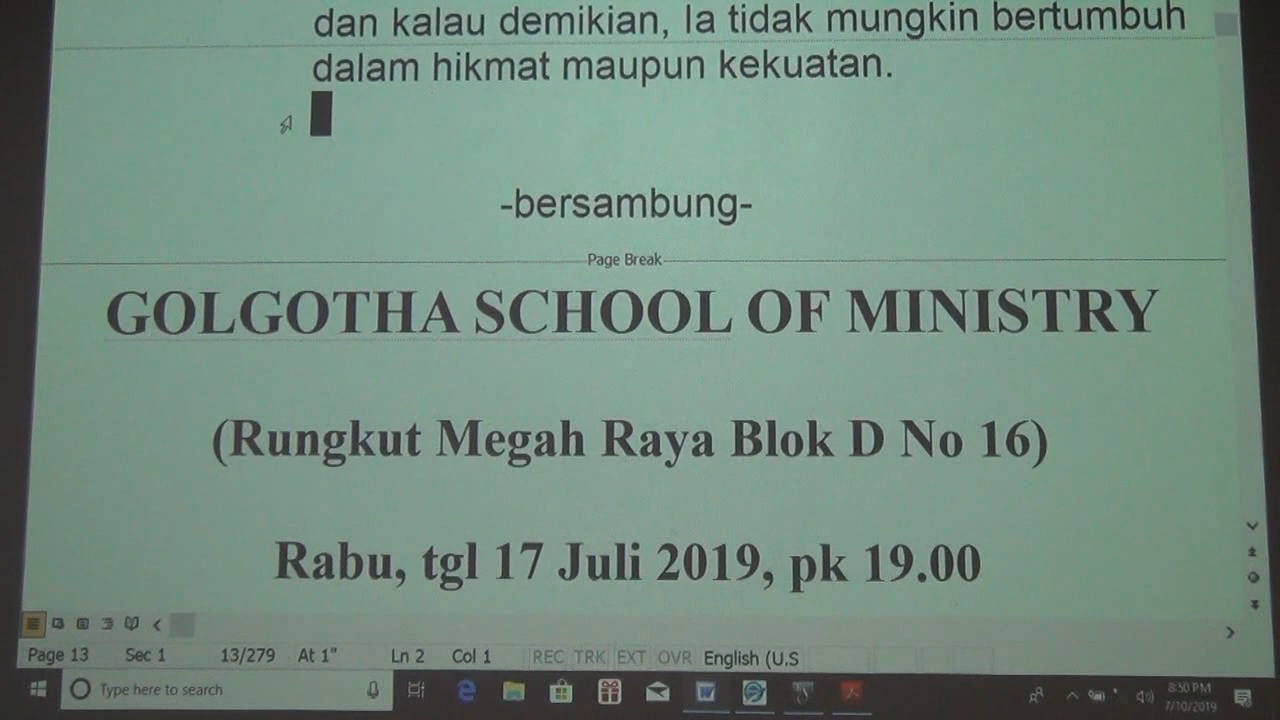 dan kalau demikian, Ia tidak mungkin bertumbuh
dalam hikmat maupun kekuatan.
-bersambung-
Page Break
GOLGOTHA SCHOOL OF MINISTRY
(Rungkut Megah Raya Blok D No 16)
Rabu, tgl 17 Juli 2019, pk 19.00
Page 13 Sec 1 13/279 At 1" Ln 2 Col 1 REC TRK EXT OVR English (U.S
Type here to search
8:50 PM
7/10/2019